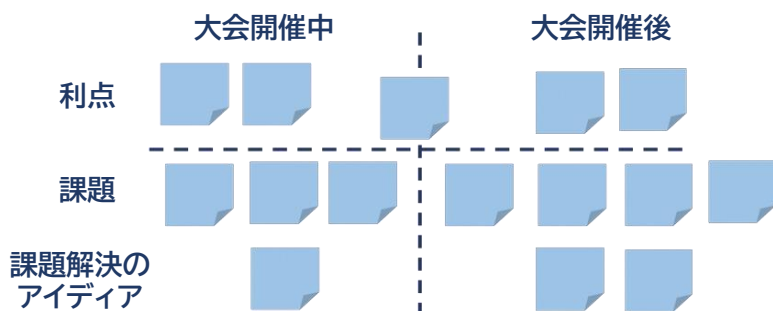 大会開催中
大会開催後
利点
課題
課題解決の
アイディア